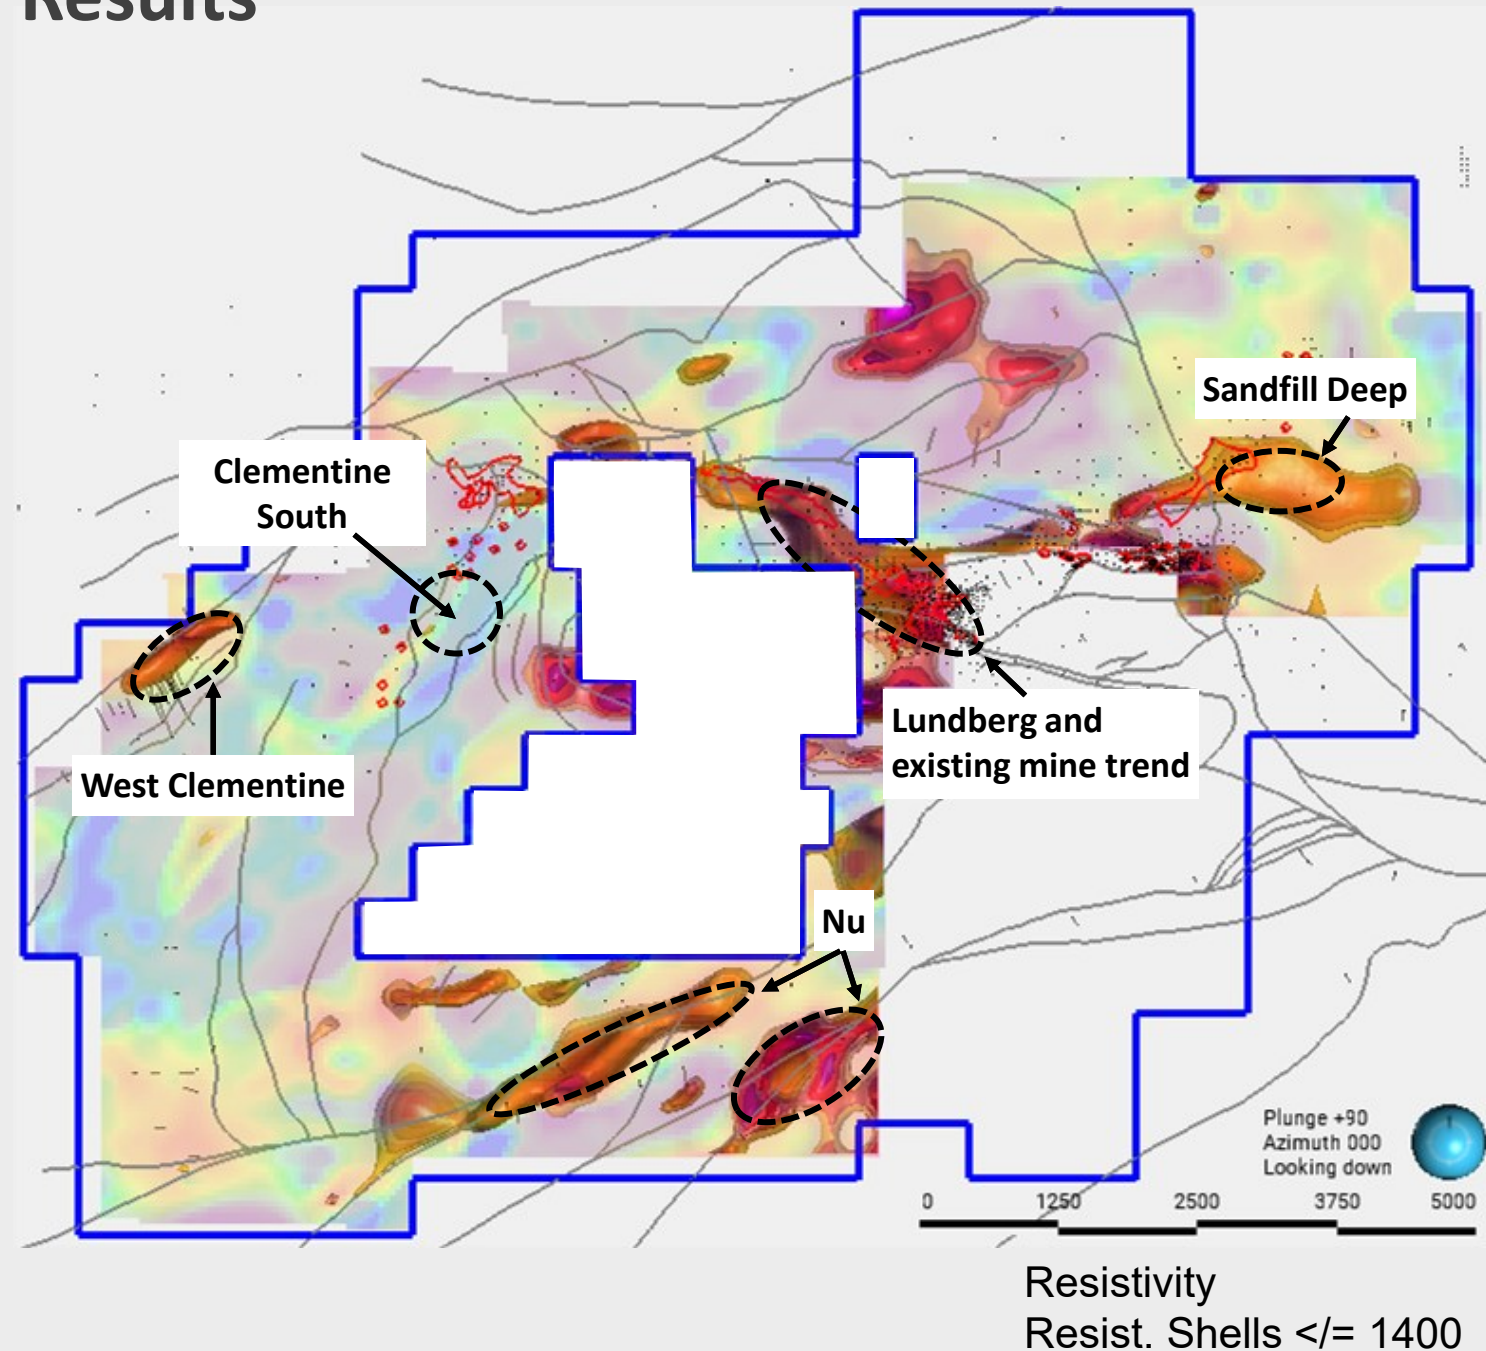 Results
Sandfill Deep
Clementine
South
Lundberg and
existing mine trend
West Clementine
Nu
Plunge +90
Azimuth 000
Looking down
0 1250 2500 3750 5000
Resistivity
Resist. Shells </= 1400